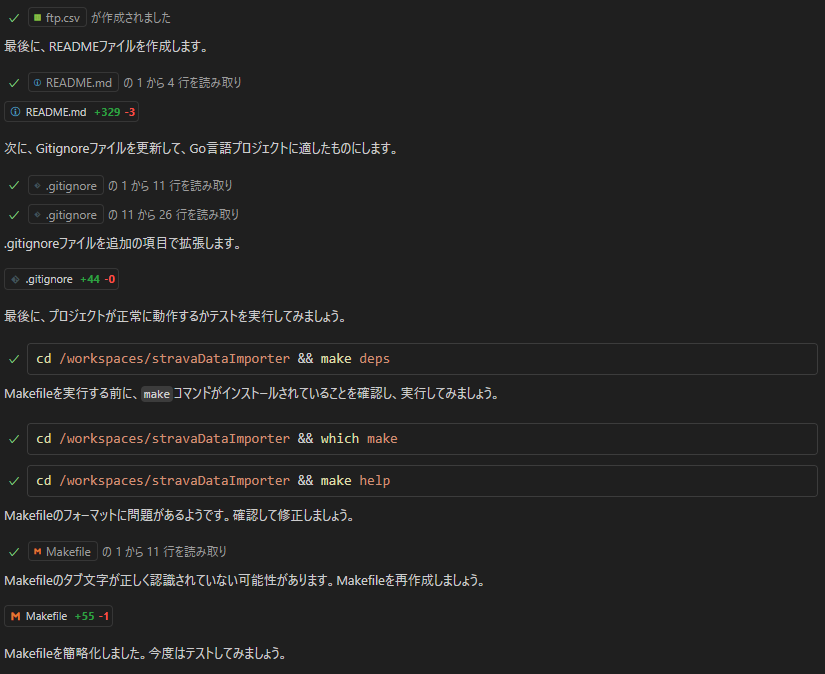 ftp.csv が作成されました
最後に、READMEファイルを作成します。
README.md の 1 から 4 行を読み取り
README.md +329 -3
次に、Gitignoreファイルを更新して、Go言語プロジェクトに適したものにします。
.gitignore の 1 から 11 行を読み取り
.gitignore の 11 から 26 行を読み取り
.gitignoreファイルを追加の項目で拡張します。
.gitignore +44 -0
最後に、プロジェクトが正常に動作するかテストを実行してみましょう。
cd /workspaces/stravaDataImporter && make deps
Makefileを実行する前に、makeコマンドがインストールされていることを確認し、実行してみましょう。
cd /workspaces/stravaDataImporter && which make
cd /workspaces/stravaDataImporter && make help
Makefileのフォーマットに問題があるようです。確認して修正しましょう。
Makefile の 1 から 11 行を読み取り
Makefileのタブ文字が正しく認識されていない可能性があります。Makefileを再作成しましょう。
Makefile +55 -1
Makefileを簡略化しました。今度はテストしてみましょう。